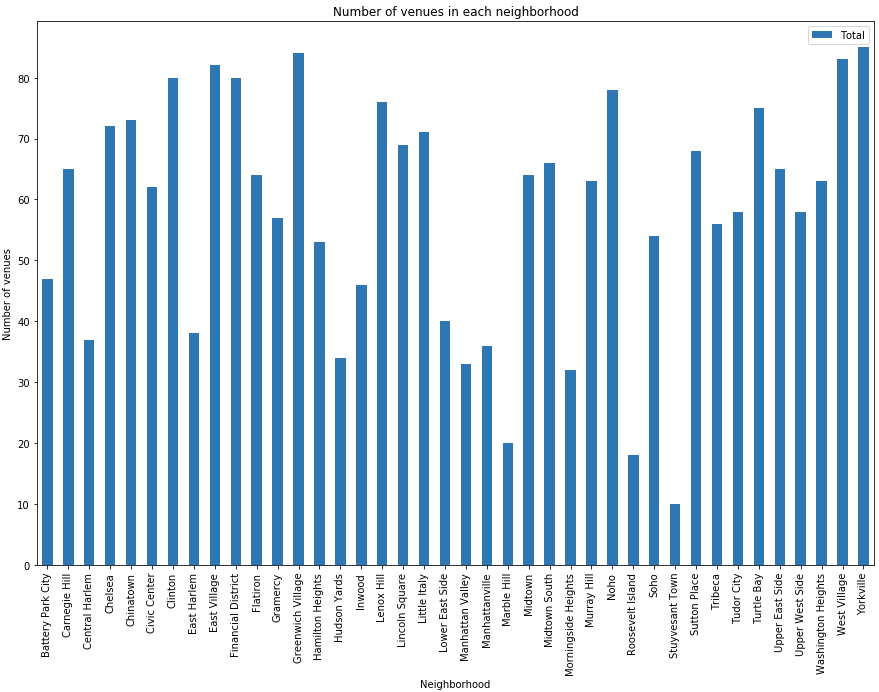 Number of venues in each neighborhood
Total
Number of venues
80
70
60
50
40
30
20
10
0
Battery Park City
Carnegie Hill
Central Harlem
Chelsea
Chinatown
Civic Center
Clinton
East Harlem
East Village
Financial District
Flatiron
Gramercy
Greenwich Village
Hamilton Heights
Hudson Yards
Inwood
Lenox Hill
Lincoln Square
Little Italy
Lower East Side
Manhattan Valley
Manhattanville
Marble Hill
Midtown
Midtown South
Morningside Heights
Murray Hill
Noho
Roosevelt Island
Soho
Stuyvesant Town
Sutton Place
Tribeca
Tudor City
Turtle Bay
Upper East Side
Upper West Side
Washington Heights
West Village
Yorkville
Neighborhood